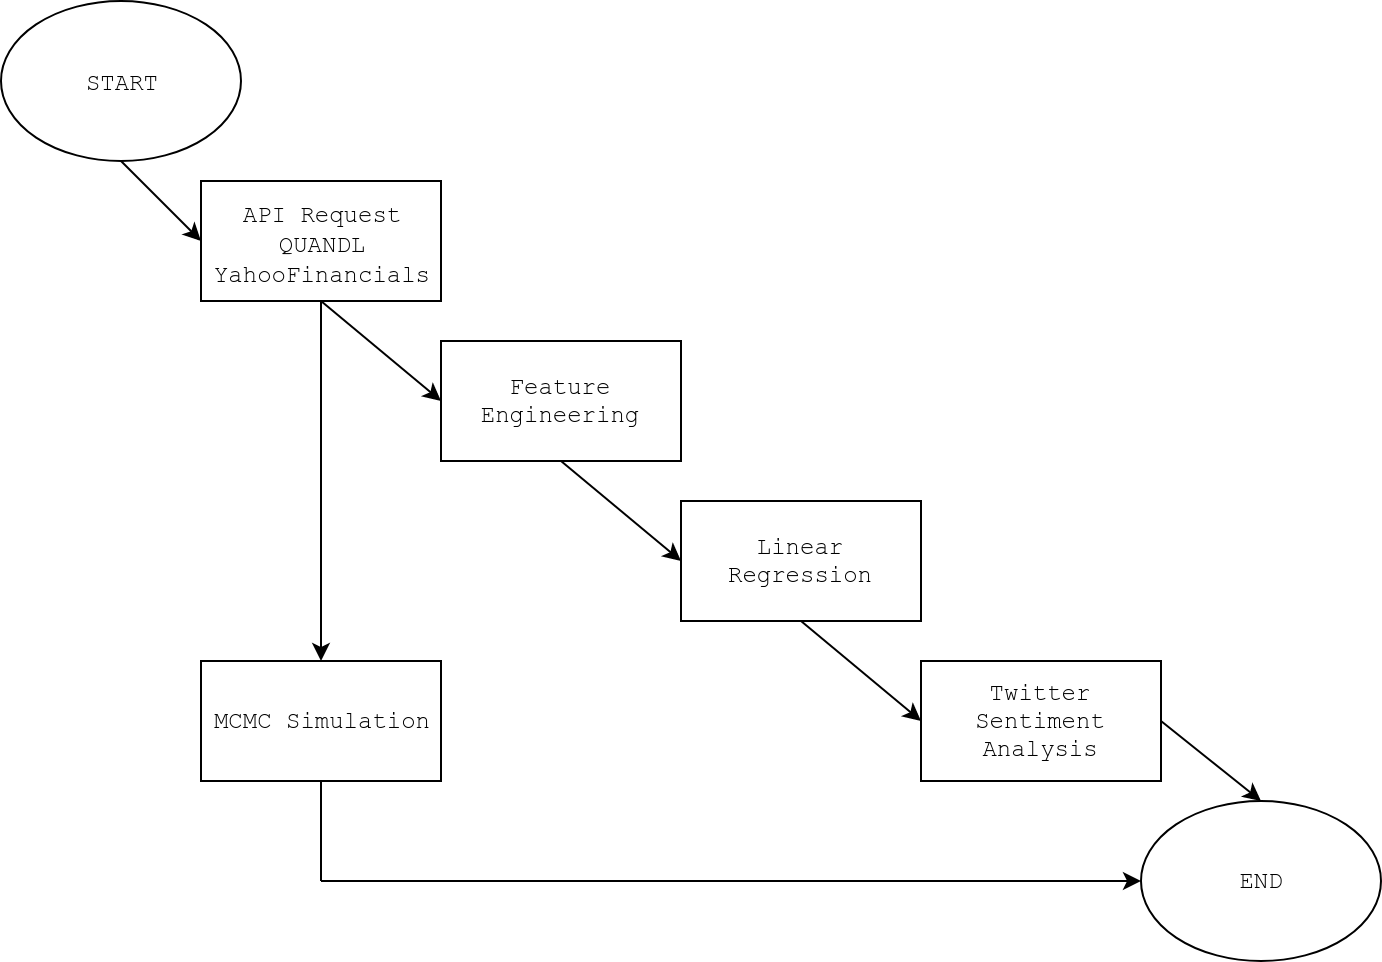 START
API Request
QUANDL
YahooFinancials
Feature
Engineering
Linear
Regression
MCMC Simulation
Twitter
Sentiment
Analysis
END